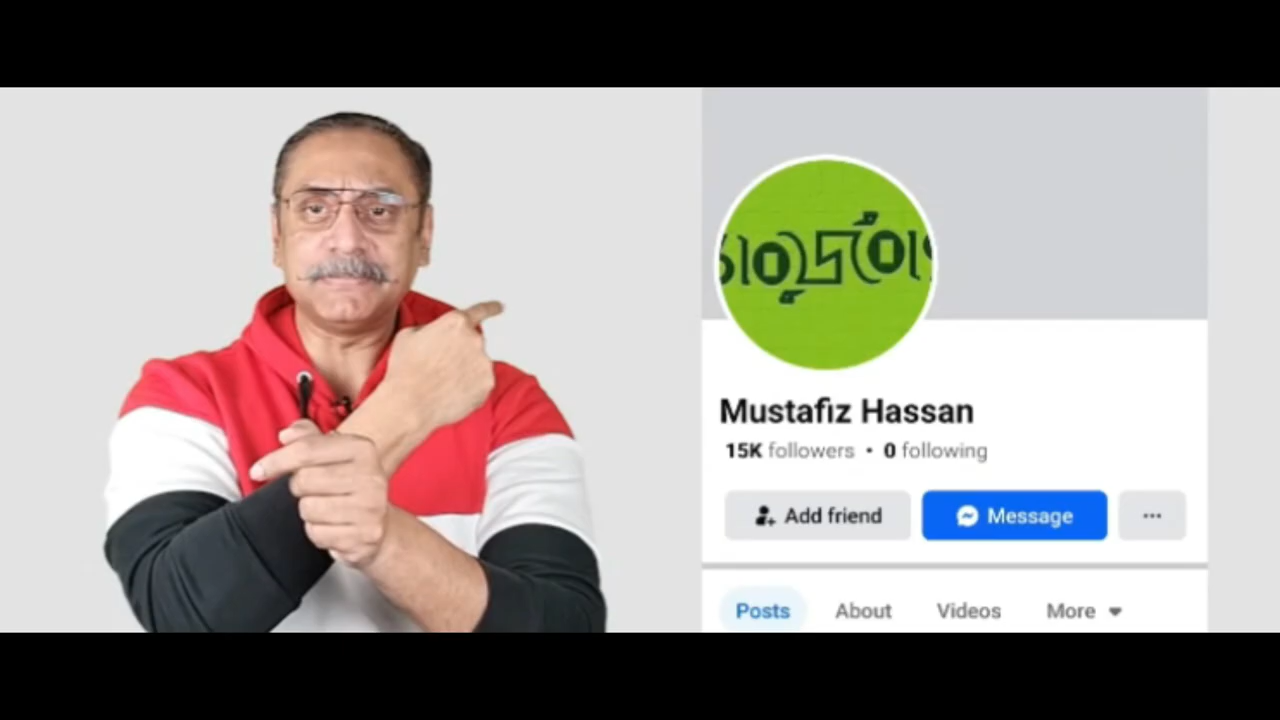 Mustafiz Hassan
15K followers • 0 following
Add friend
Message
Posts
About
Videos
More